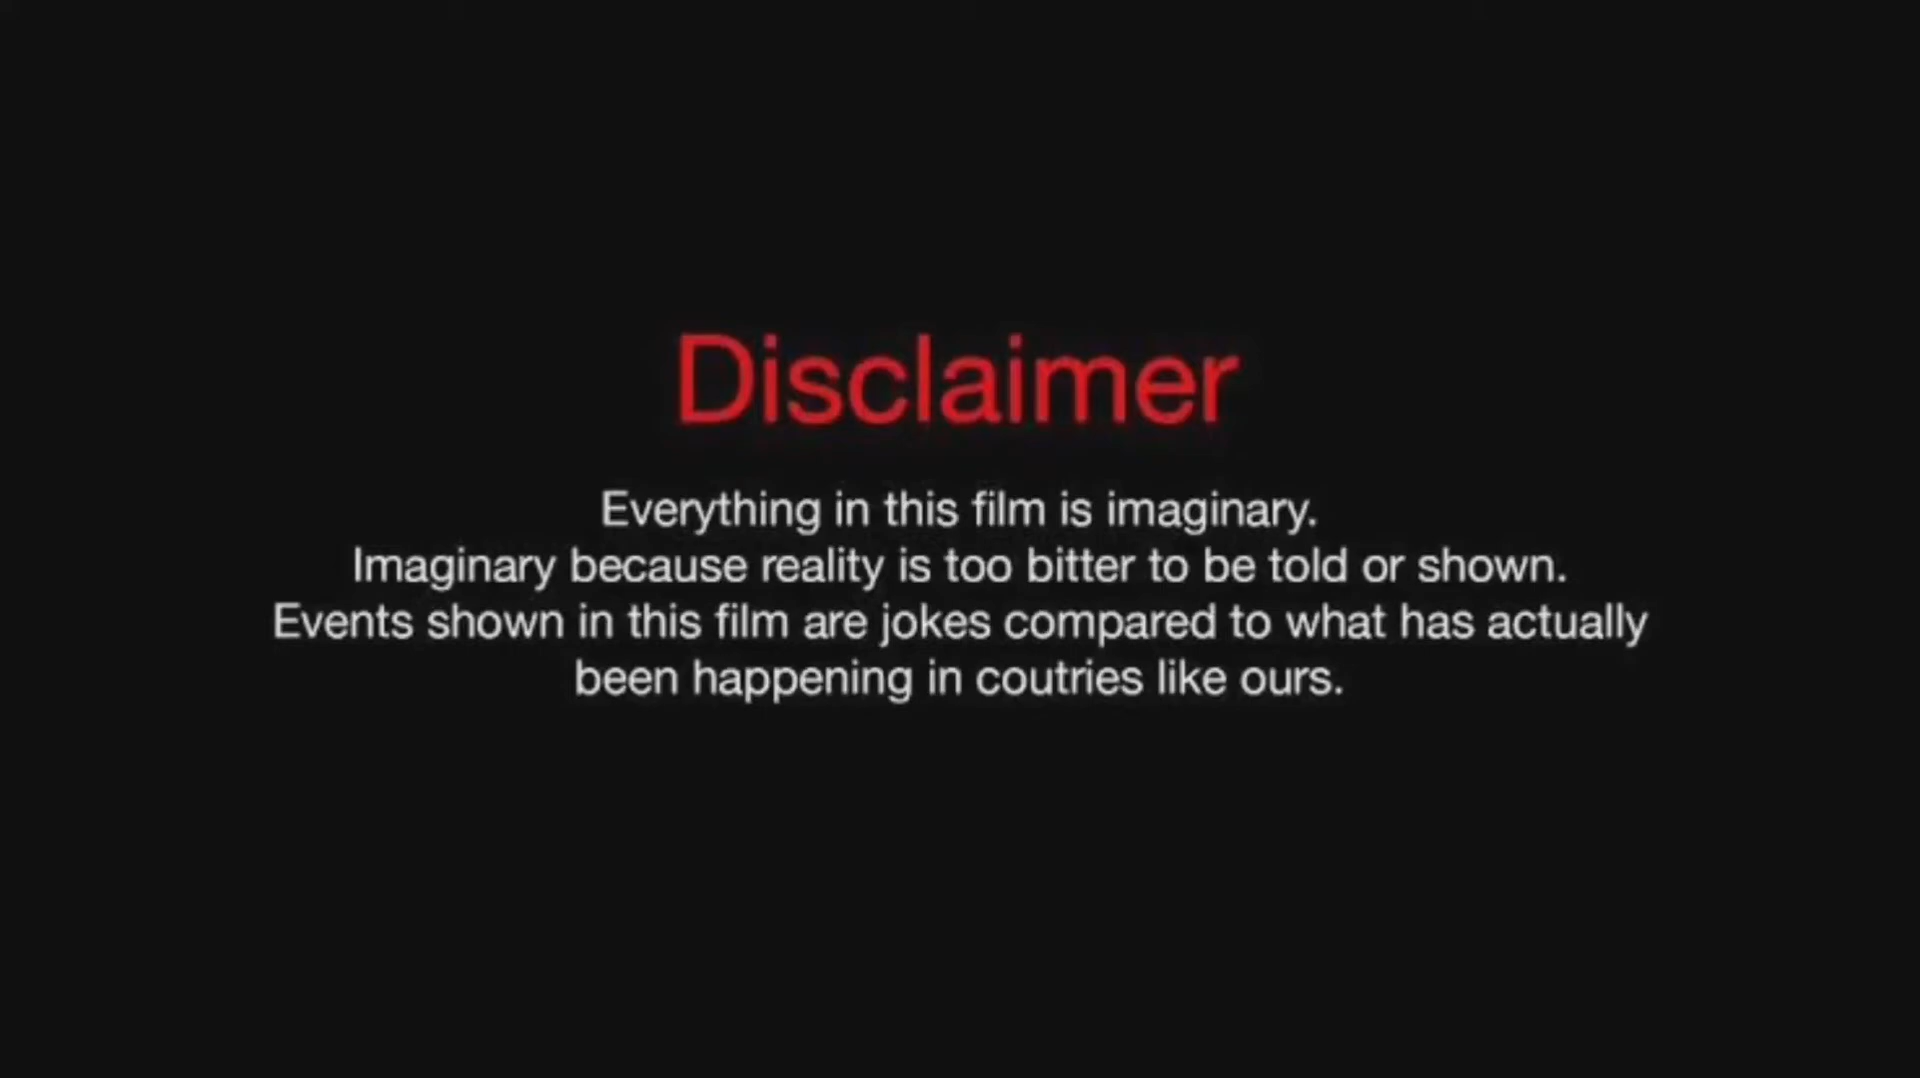 Disclaimer
Everything in this film is imaginary.
Imaginary because reality is too bitter to be told or shown.
Events shown in this film are jokes compared to what has actually
been happening in coutries like ours.